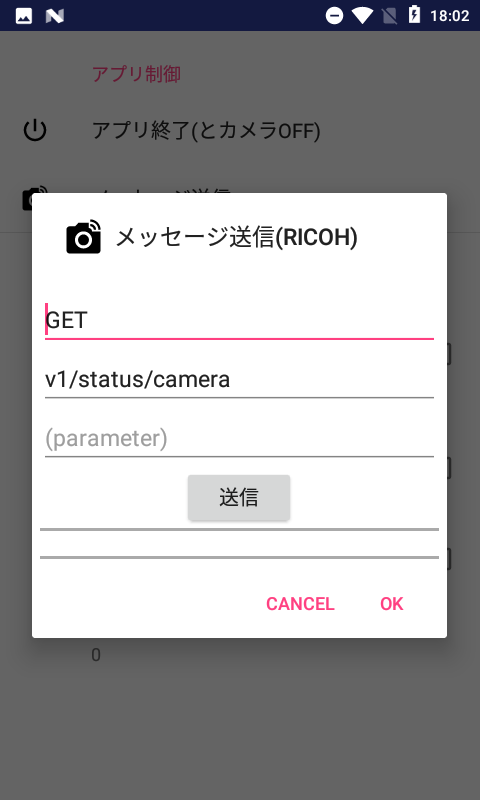 18:02
アプリ制御
アプリ終了(とカメラOFF)
メッセージ送信(RICOH)
GET
v1/status/camera
(parameter)
送信
CANCEL OK
0